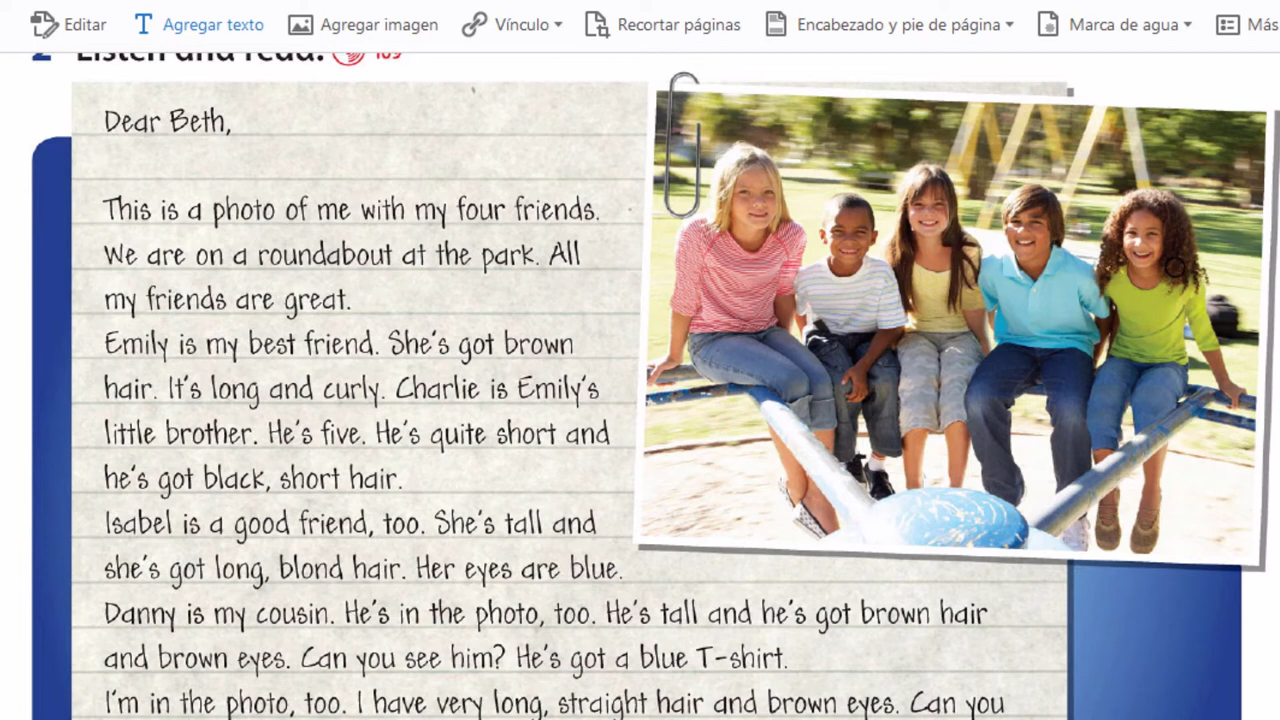 Editar Agregar texto Agregar imagen Vínculo Recortar páginas Encabezado y pie de página Marca de agua Más
2 Listen and read. 109
Dear Beth,
This is a photo of me with my four friends.
We are on a roundabout at the park. All
my friends are great.
Emily is my best friend. She's got brown
hair. It's long and curly. Charlie is Emily's
little brother. He's five. He's quite short and
he's got black, short hair.
Isabel is a good friend, too. She's tall and
she's got long, blond hair. Her eyes are blue.
Danny is my cousin. He's in the photo, too. He's tall and he's got brown hair
and brown eyes. Can you see him? He's got a blue T-shirt.
I'm in the photo, too. I have very long, straight hair and brown eyes. Can you